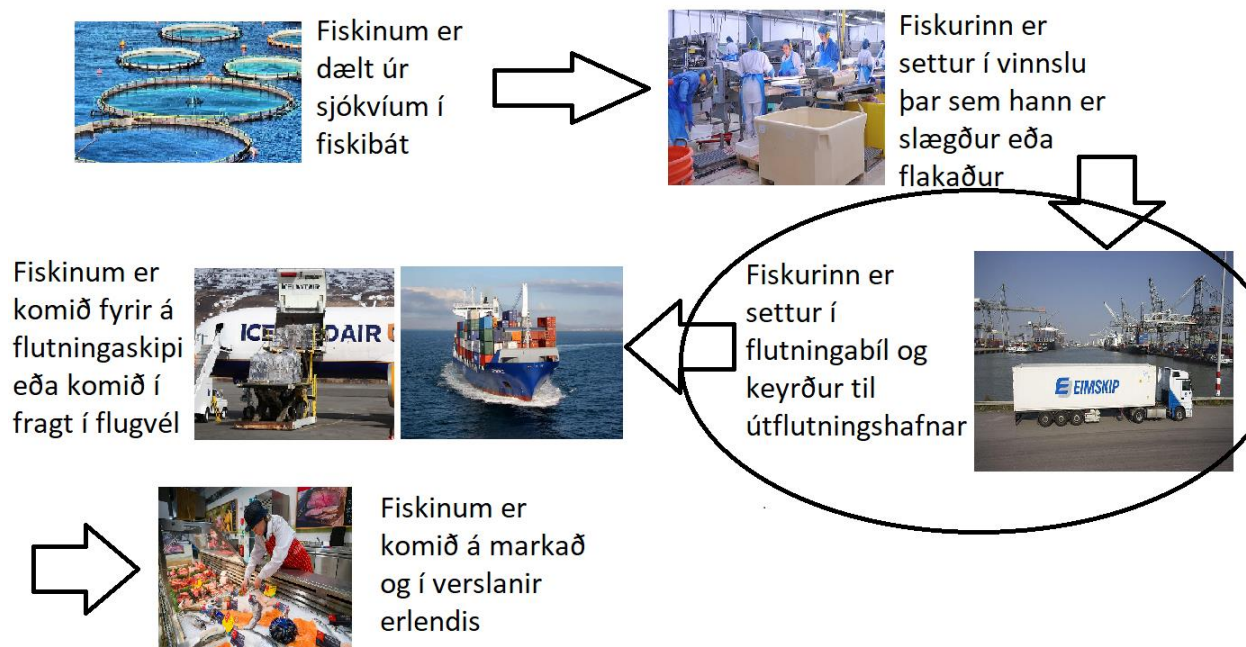 Fiskinum er
dælt úr
sjókvíum í
fiskibát
Fiskurinn er
settur í vinnslu
þar sem hann er
slægður eða
flakaður
Fiskurinn er
settur í
flutningabíl og
keyrður til
útflutningshafnar
EIMSKIP
Fiskinum er
komið fyrir á
flutningaskipi
eða komið í
fragt í flugvél
ICELANDAIR
Fiskinum er
komið á markað
og í verslanir
erlendis